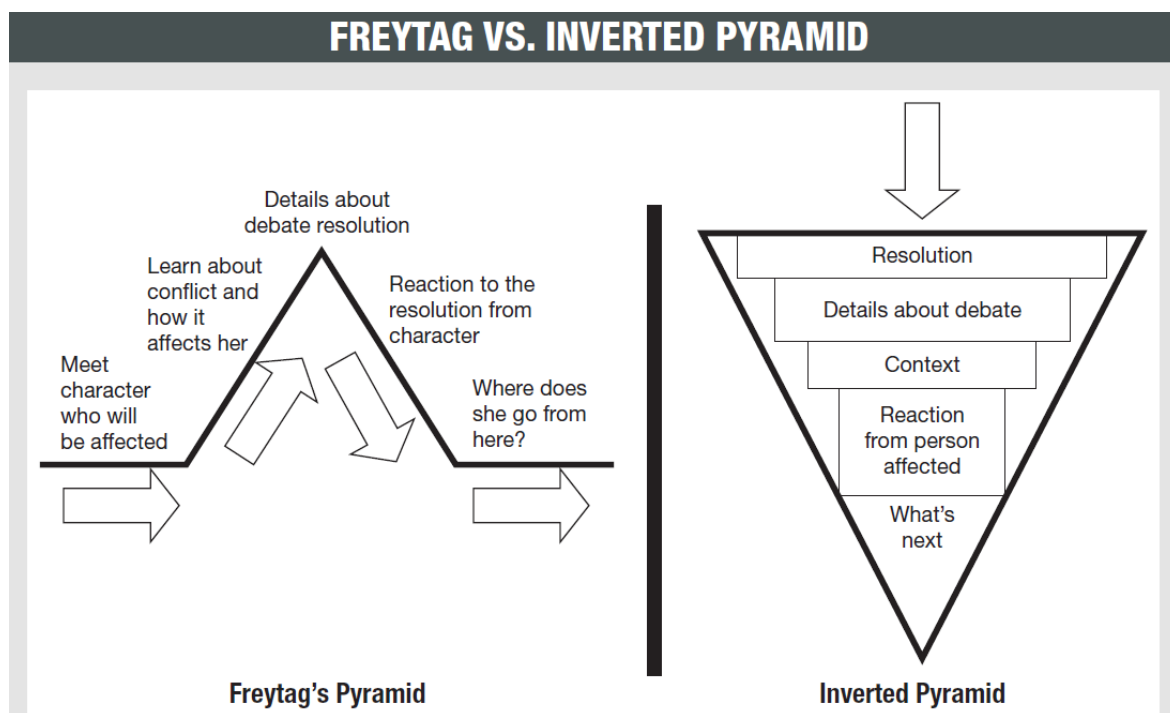 FREYTAG VS. INVERTED PYRAMID
Details about
debate resolution
Learn about
conflict and
how it
affects her
Reaction to the
resolution from
character
Meet
character
who will
be affected
Where does
she go from
here?
Freytag's Pyramid
Resolution
Details about debate
Context
Reaction
from person
affected
What's
next
Inverted Pyramid